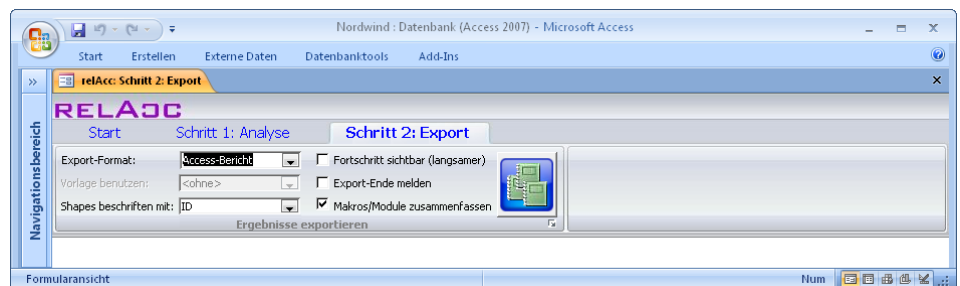 Nordwind : Datenbank (Access 2007) - Microsoft Access
Start Erstellen Externe Daten Datenbanktools Add-Ins
relAcc: Schritt 2: Export
RELACC
Start Schritt 1: Analyse Schritt 2: Export
Export-Format: Access-Bericht Fortschritt sichtbar (langsamer)
Vorlage benutzen: <ohne> Export-Ende melden
Shapes beschriften mit: ID Makros/Module zusammenfassen
Ergebnisse exportieren
Navigationsbereich
Formularansicht Num